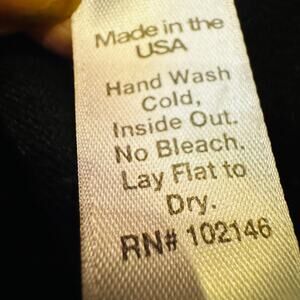 Made in the
USA
Hand Wash
Cold,
Inside Out.
No Bleach.
Lay Flat to
Dry.
RN# 102146